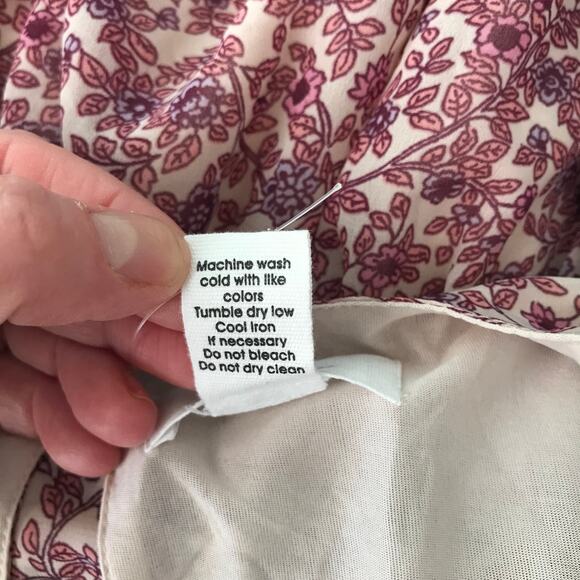 Machine wash
cold with like
colors
Tumble dry low
Cool iron
If necessary
Do not bleach
Do not dry clean